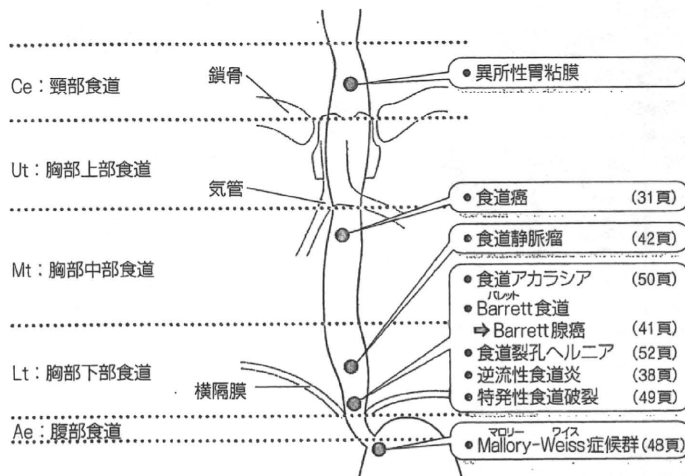 Ce：頸部食道
鎖骨
● 異所性胃粘膜
Ut：胸部上部食道
気管
● 食道癌 (31頁)
● 食道静脈瘤 (42頁)
Mt：胸部中部食道
● 食道アカラシア (50頁)
バレット
● Barrett食道
➡Barrett腺癌 (41頁)
● 食道裂孔ヘルニア (52頁)
● 逆流性食道炎 (38頁)
● 特発性食道破裂 (49頁)
Lt：胸部下部食道
横隔膜
Ae：腹部食道
マロリー ワイス
● Mallory-Weiss症候群 (48頁)